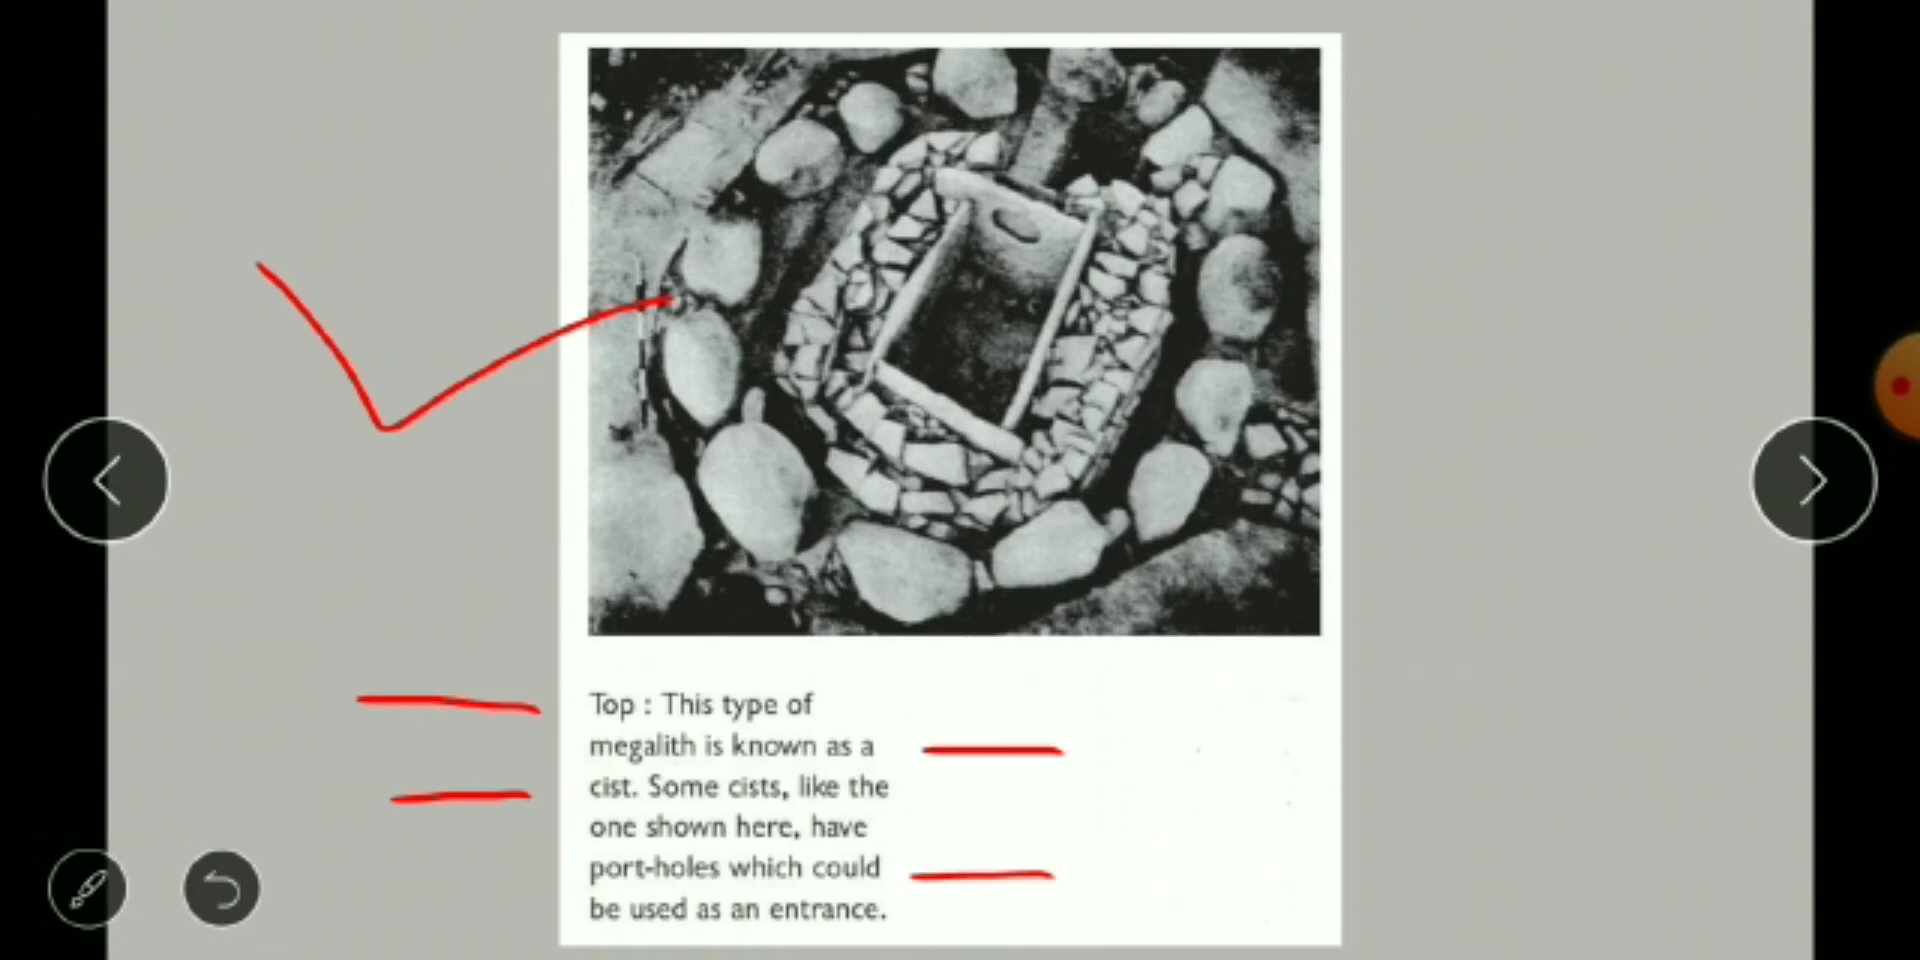 Top : This type of
megalith is known as a
cist. Some cists, like the
one shown here, have
port-holes which could
be used as an entrance.